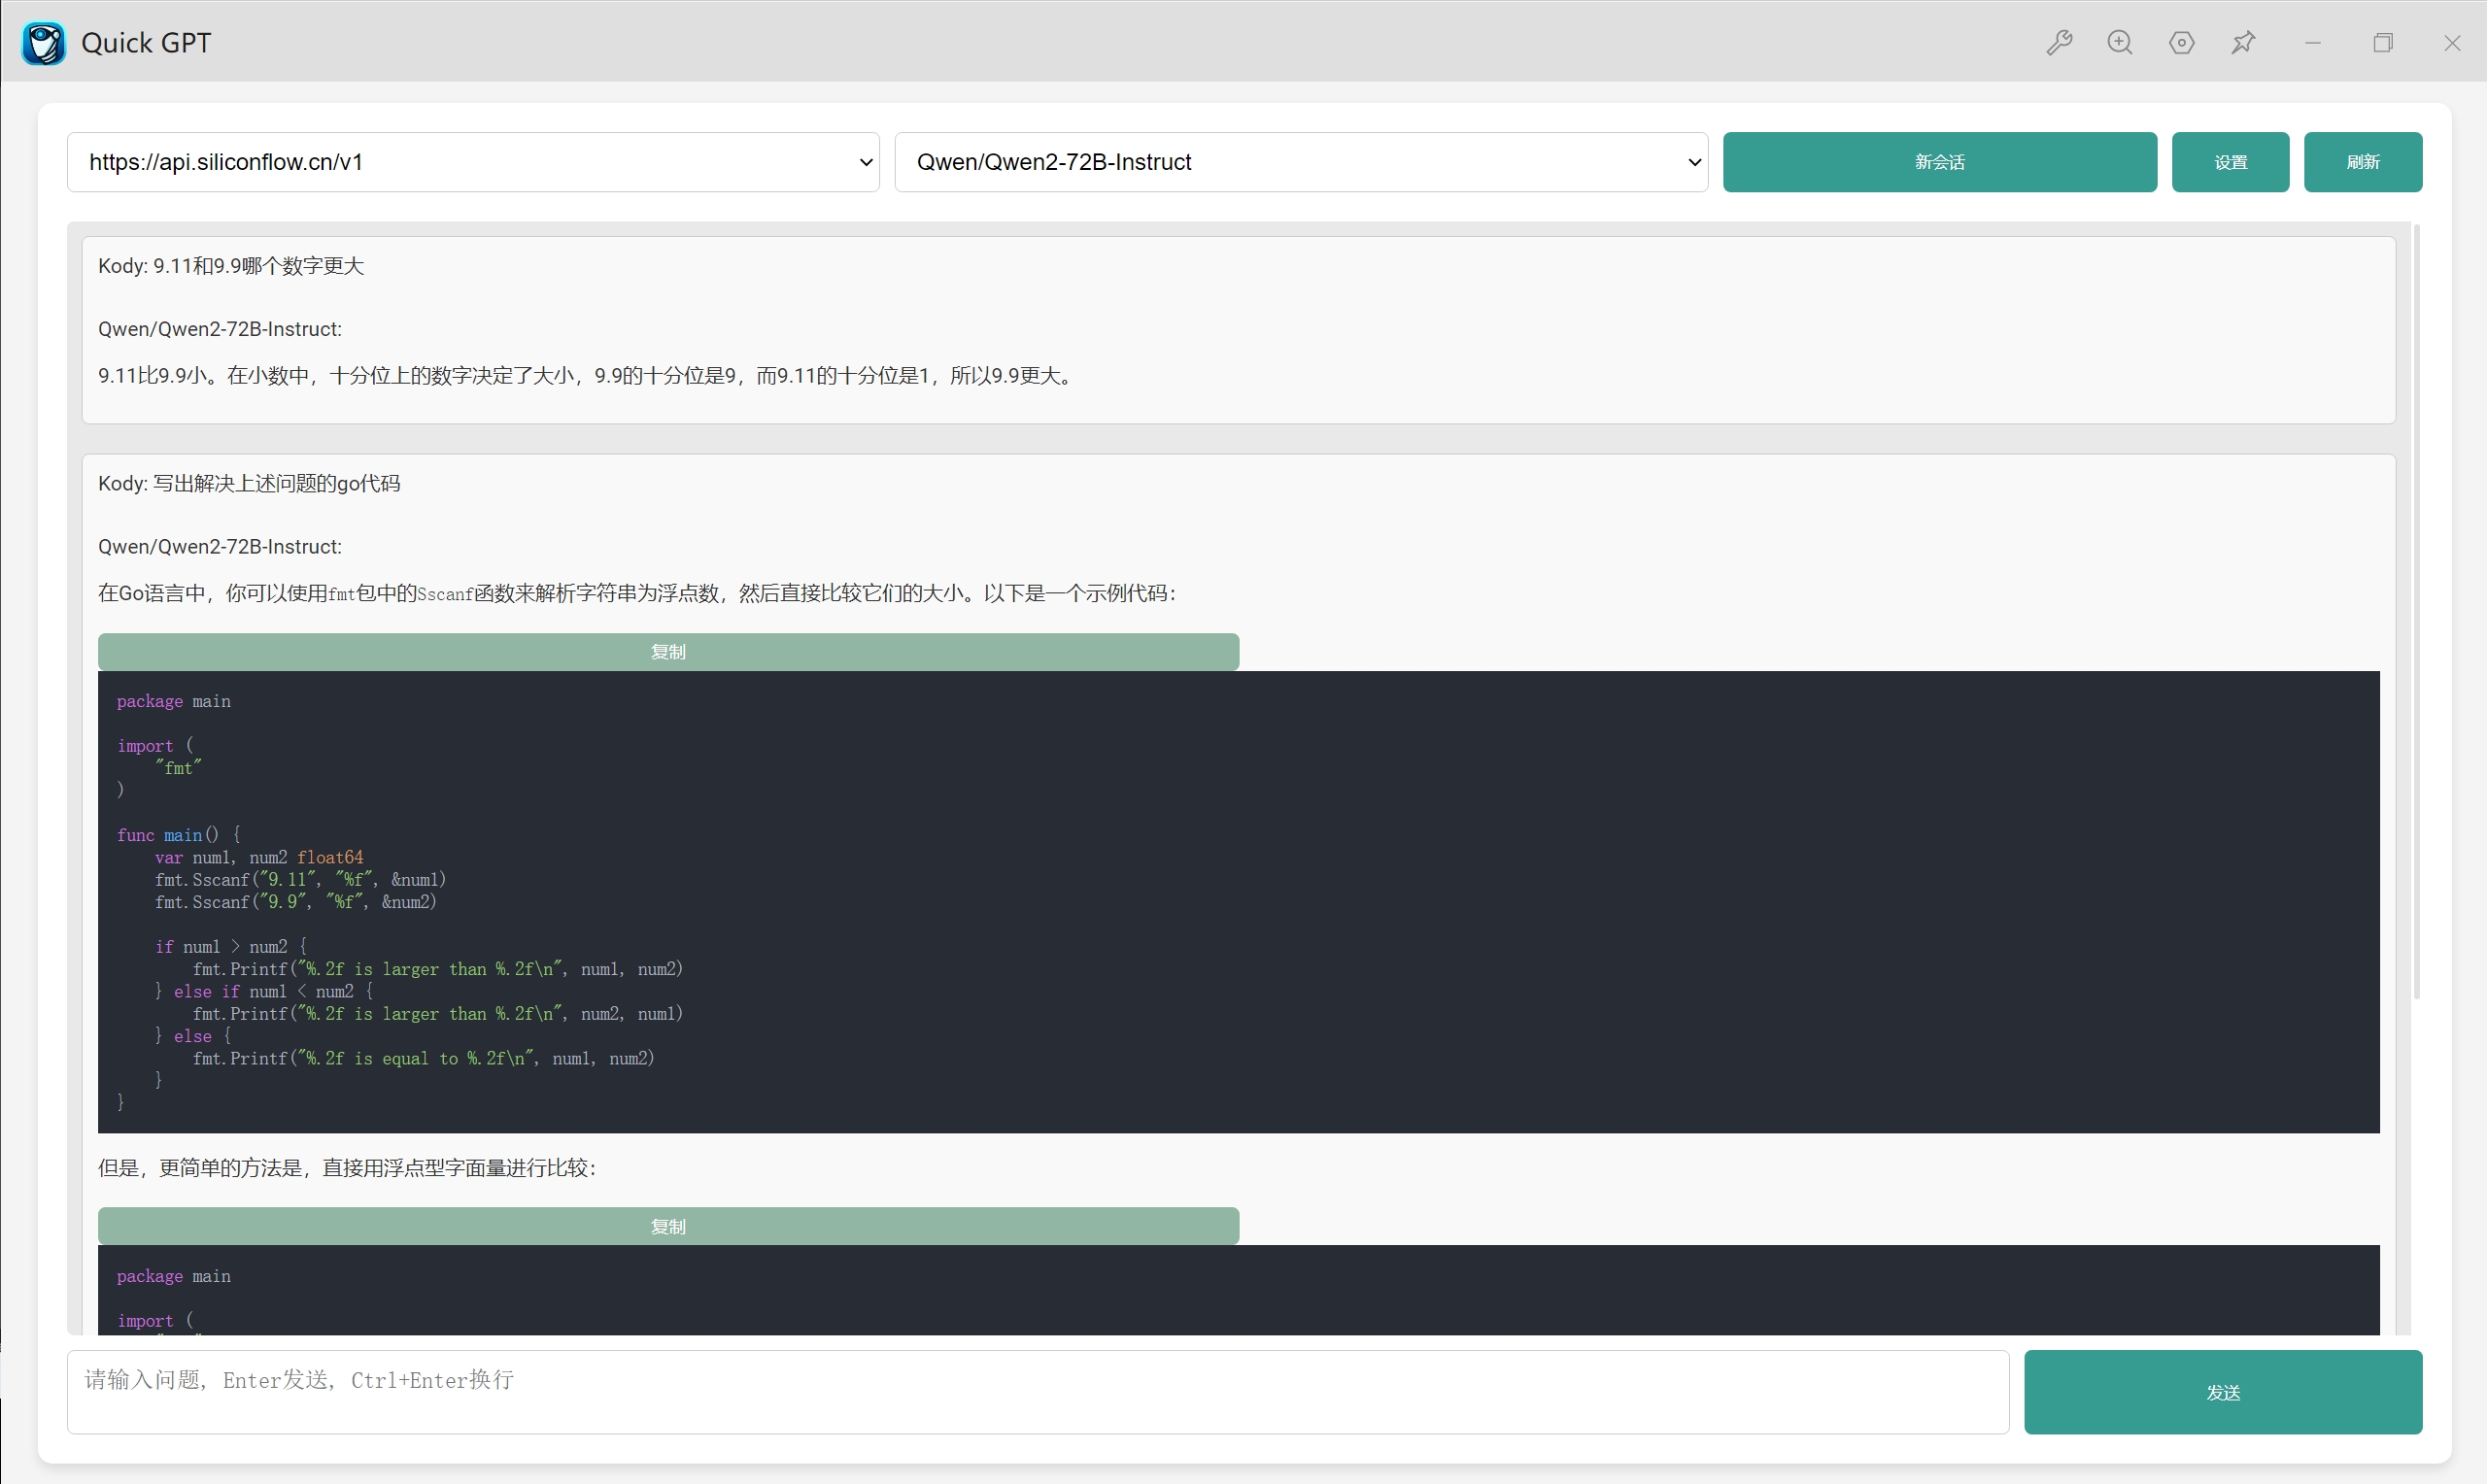 Quick GPT
https://api.siliconflow.cn/v1
Qwen/Qwen2-72B-Instruct
新会话
设置
刷新
Kody: 9.11和9.9哪个数字更大
Qwen/Qwen2-72B-Instruct:
9.11比9.9小。在小数中，十分位上的数字决定了大小，9.9的十分位是9，而9.11的十分位是1，所以9.9更大。
Kody: 写出解决上述问题的go代码
Qwen/Qwen2-72B-Instruct:
在Go语言中，你可以使用fmt包中的Sscanf函数来解析字符串为浮点数，然后直接比较它们的大小。以下是一个示例代码：
复制
package main
import (
"fmt"
)
func main() {
var num1, num2 float64
fmt.Sscanf("9.11", "%f", &num1)
fmt.Sscanf("9.9", "%f", &num2)
if num1 > num2 {
fmt.Printf("%.2f is larger than %.2f\n", num1, num2)
} else if num1 < num2 {
fmt.Printf("%.2f is larger than %.2f\n", num2, num1)
} else {
fmt.Printf("%.2f is equal to %.2f\n", num1, num2)
}
}
但是，更简单的方法是，直接用浮点型字面量进行比较：
复制
package main
import (
请输入问题, Enter发送, Ctrl+Enter换行
发送